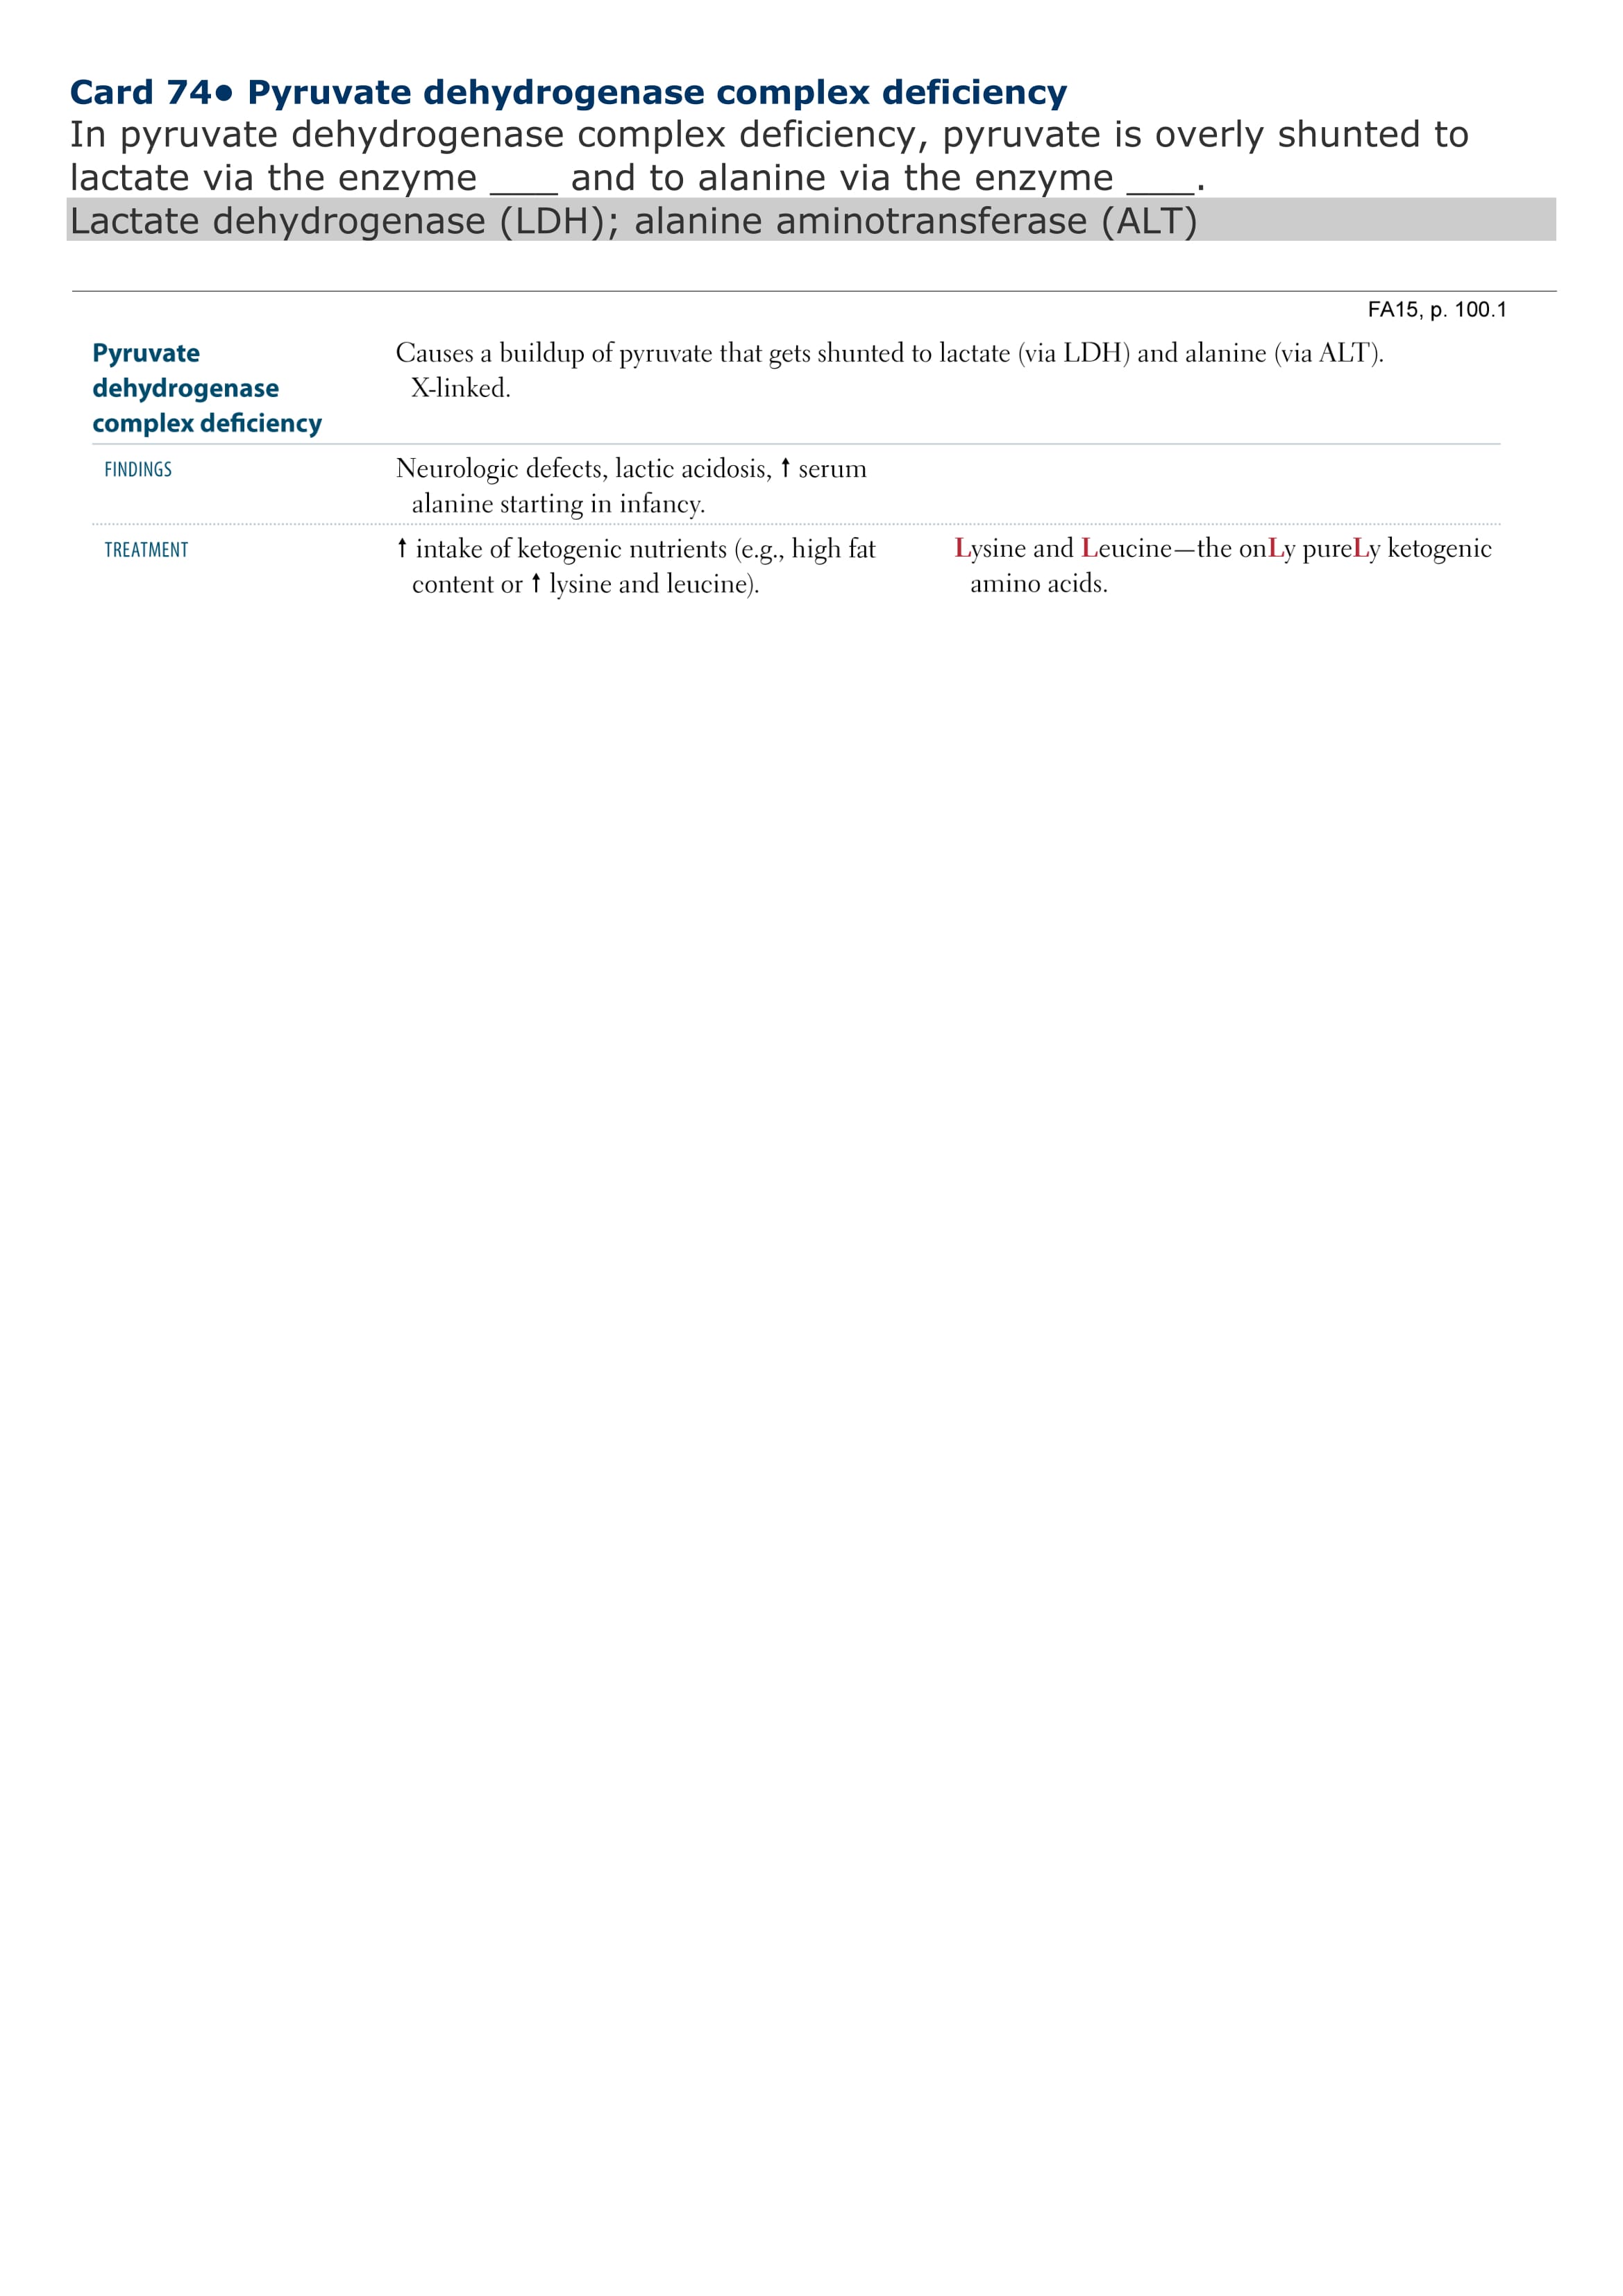 Card 74● Pyruvate dehydrogenase complex deficiency
In pyruvate dehydrogenase complex deficiency, pyruvate is overly shunted to
lactate via the enzyme ___ and to alanine via the enzyme ___.
Lactate dehydrogenase (LDH); alanine aminotransferase (ALT)
FA15, p. 100.1
Pyruvate
dehydrogenase
complex deficiency
Causes a buildup of pyruvate that gets shunted to lactate (via LDH) and alanine (via ALT).
X-linked.
FINDINGS
Neurologic defects, lactic acidosis, ↑ serum
alanine starting in infancy.
TREATMENT
↑ intake of ketogenic nutrients (e.g., high fat
content or ↑ lysine and leucine).
Lysine and Leucine—the onLy pureLy ketogenic
amino acids.